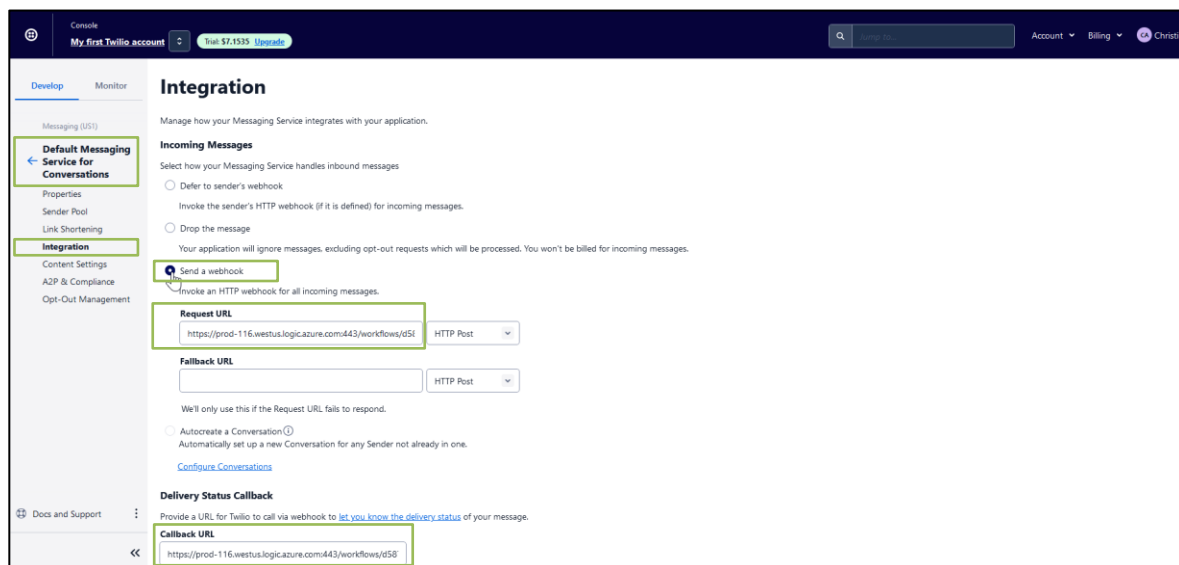 Console
My first Twilio account
Trial: $7.1535 Upgrade
Jump to...
Account
Billing
CA Christi
Develop
Monitor
Messaging (US1)
Default Messaging
Service for
Conversations
Properties
Sender Pool
Link Shortening
Integration
Content Settings
A2P & Compliance
Opt-Out Management
Docs and Support
Integration
Manage how your Messaging Service integrates with your application.
Incoming Messages
Select how your Messaging Service handles inbound messages
Defer to sender's webhook
Invoke the sender's HTTP webhook (if it is defined) for incoming messages.
Drop the message
Your application will ignore messages, excluding opt-out requests which will be processed. You won't be billed for incoming messages.
Send a webhook
Invoke an HTTP webhook for all incoming messages.
Request URL
https://prod-116.westus.logic.azure.com:443/workflows/d58
HTTP Post
Fallback URL
HTTP Post
We'll only use this if the Request URL fails to respond.
Autocreate a Conversation
Automatically set up a new Conversation for any Sender not already in one.
Configure Conversations
Delivery Status Callback
Provide a URL for Twilio to call via webhook to let you know the delivery status of your message.
Callback URL
https://prod-116.westus.logic.azure.com:443/workflows/d58